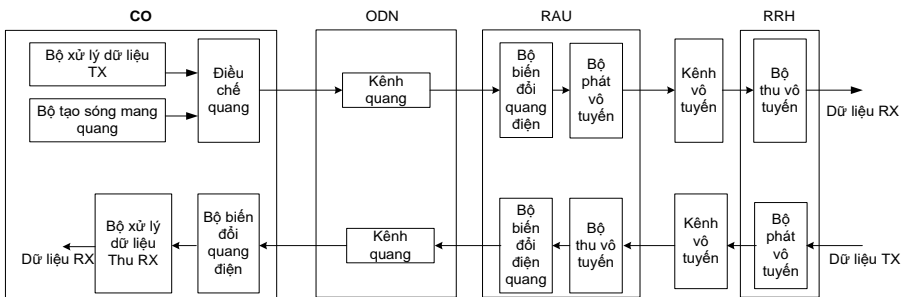 CO
ODN
RAU
RRH
Bộ xử lý dữ liệu
TX
Bộ tạo sóng mang
quang
Điều
chế
quang
Kênh
quang
Bộ
biến
đổi
quang
điện
Bộ
phát
vô
tuyến
Kênh
vô
tuyến
Bộ
thu vô
tuyến
Dữ liệu RX
Dữ liệu RX
Bộ xử lý
dữ liệu
Thu RX
Bộ biến
đổi
quang
điện
Kênh
quang
Bộ
biến
đổi
điện
quang
Bộ
thu vô
tuyến
Kênh
vô
tuyến
Bộ
phát
vô
tuyến
Dữ liệu TX